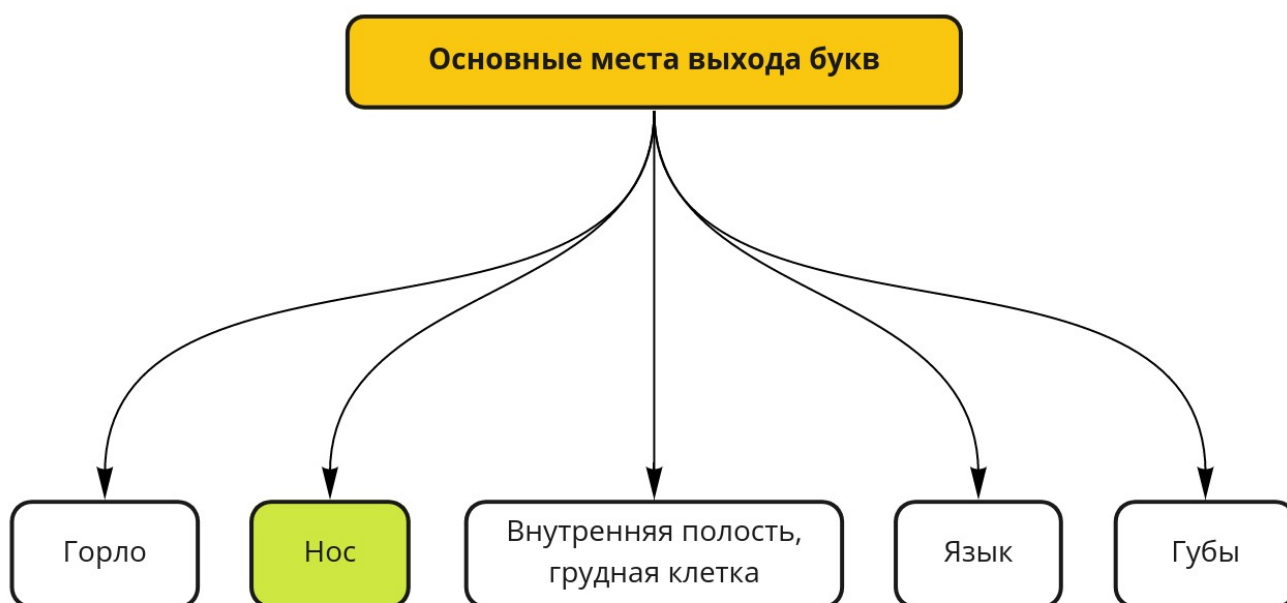 Основные места выхода букв
Горло
Нос
Внутренняя полость,
грудная клетка
Язык
Губы